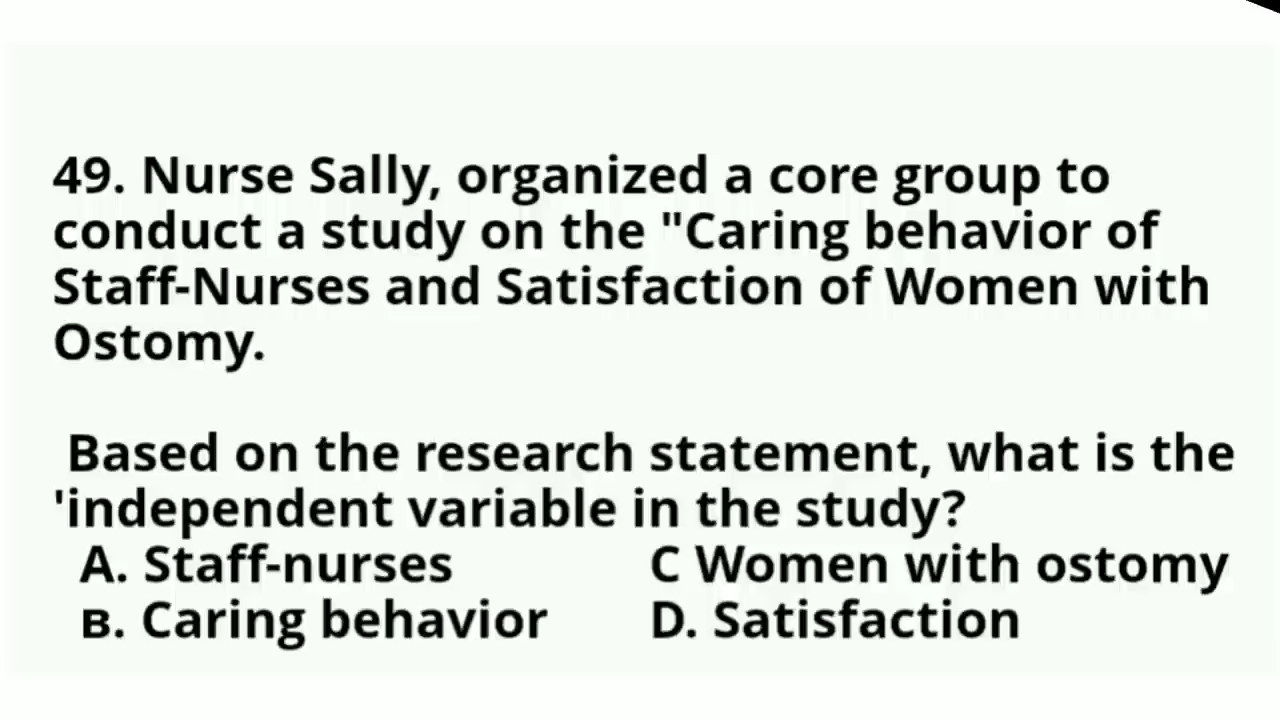 49. Nurse Sally, organized a core group to
conduct a study on the "Caring behavior of
Staff-Nurses and Satisfaction of Women with
Ostomy.
Based on the research statement, what is the
'independent variable in the study?
A. Staff-nurses C Women with ostomy
B. Caring behavior D. Satisfaction